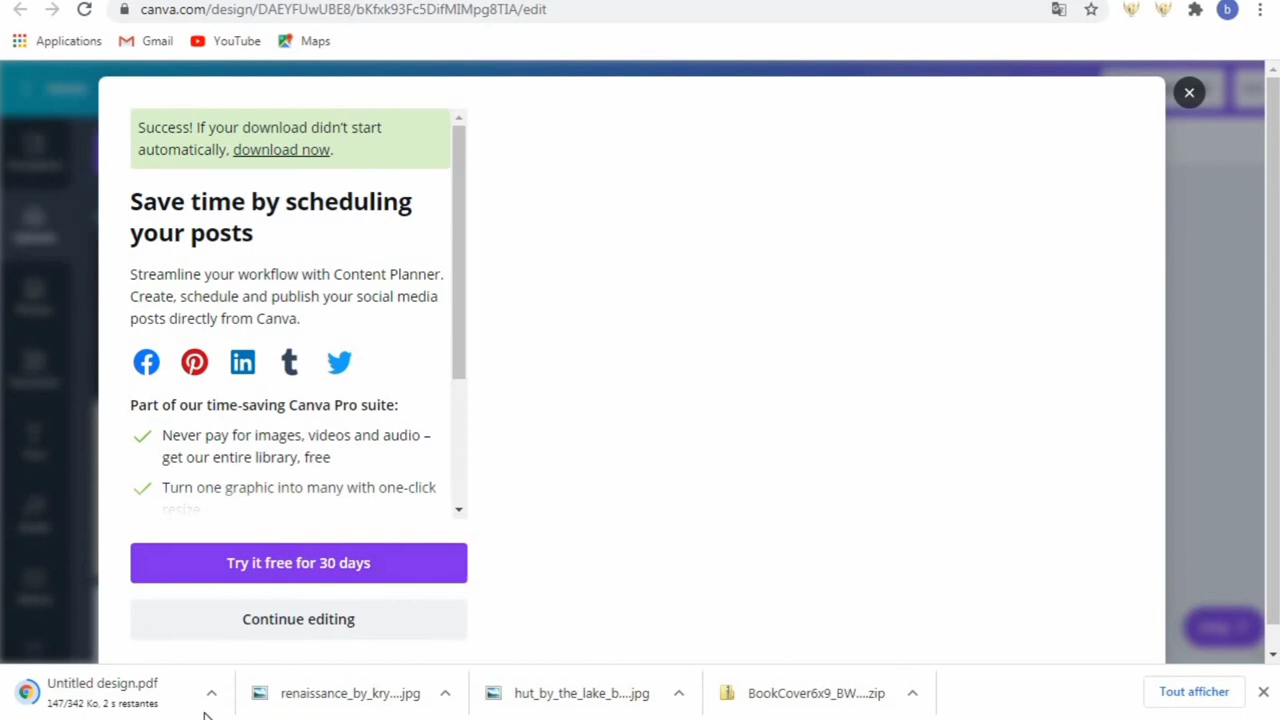 canva.com/design/DAEYFUwUBE8/bKfxk93Fc5DifMIMpg8TIA/edit
b
Applications Gmail YouTube Maps
Success! If your download didn't start
automatically, download now.
Save time by scheduling
your posts
Streamline your workflow with Content Planner.
Create, schedule and publish your social media
posts directly from Canva.
Part of our time-saving Canva Pro suite:
Never pay for images, videos and audio –
get our entire library, free
Turn one graphic into many with one-click
resize
Try it free for 30 days
Continue editing
Untitled design.pdf
147/342 Ko, 2 s restantes
renaissance_by_kry....jpg
hut_by_the_lake_b....jpg
BookCover6x9_BW....zip
Tout afficher